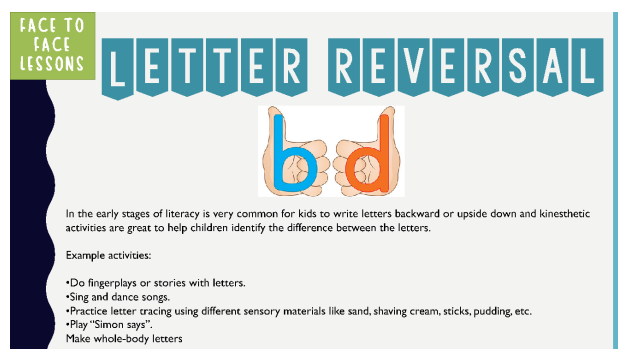 FACE TO
FACE
LESSONS
LETTER REVERSAL
b d
In the early stages of literacy is very common for kids to write letters backward or upside down and kinesthetic
activities are great to help children identify the difference between the letters.
Example activities:
•Do fingerplays or stories with letters.
•Sing and dance songs.
•Practice letter tracing using different sensory materials like sand, shaving cream, sticks, pudding, etc.
•Play “Simon says”.
Make whole-body letters